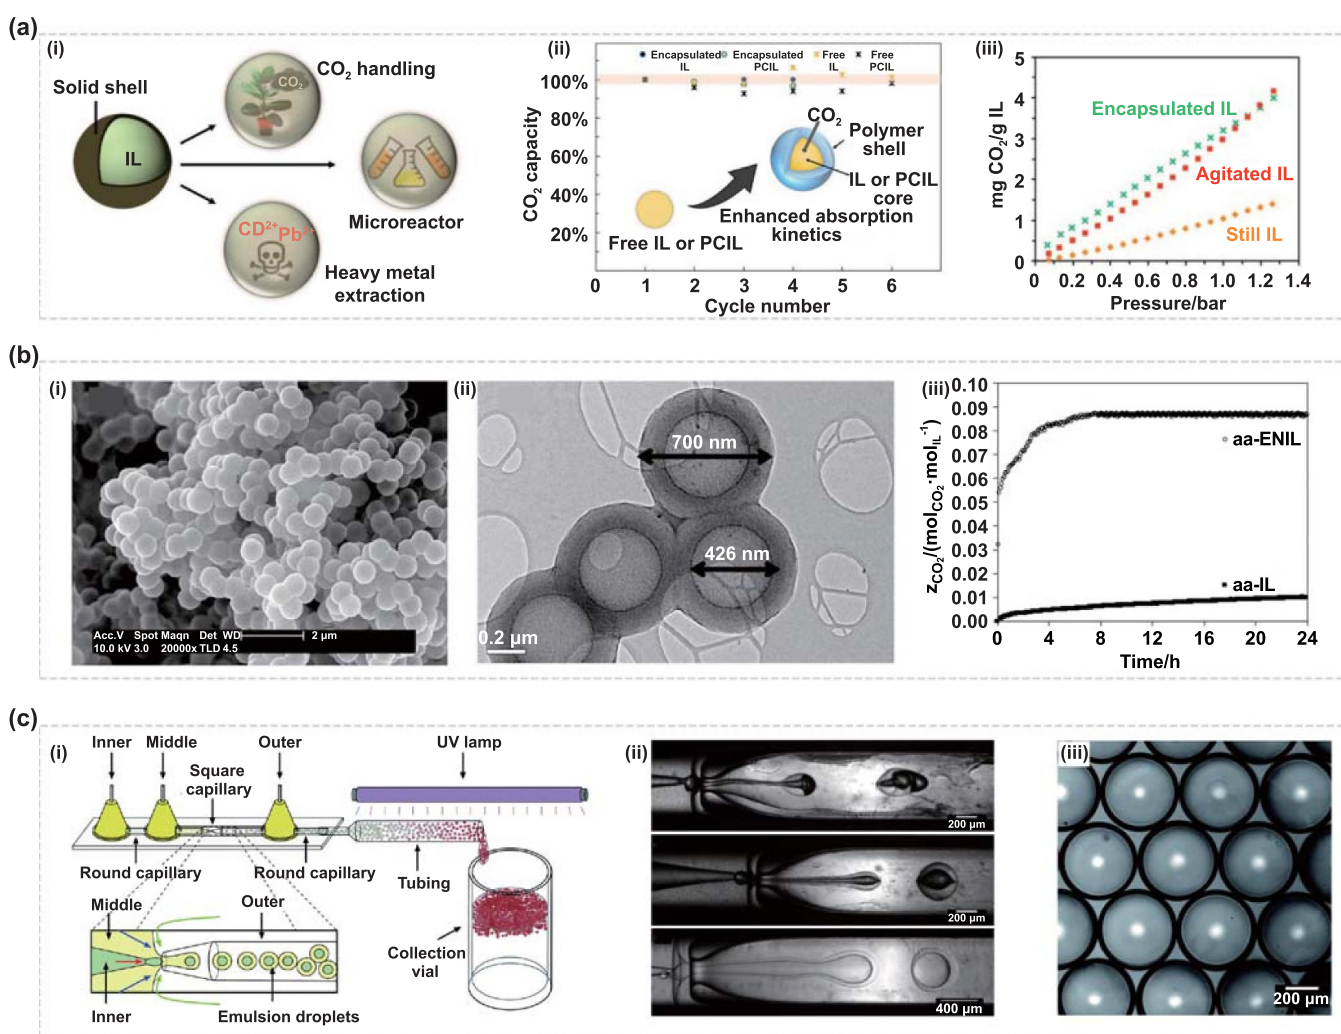 (a)
(i)
Solid shell
IL
CO2
CO2 handling
Microreactor
CD2+Pb2+
Heavy metal
extraction
(ii)
Encapsulated
IL
Encapsulated
PCIL
Free
IL
Free
PCIL
100%
80%
60%
40%
20%
CO2 capacity
CO2
Polymer
shell
IL or PCIL
core
Enhanced absorption
kinetics
Free IL or PCIL
0 1 2 3 4 5 6 7
Cycle number
(iii)
5
4
3
2
1
0
mg CO2/g IL
Encapsulated IL
Agitated IL
Still IL
0 0.2 0.4 0.6 0.8 1.0 1.2 1.4
Pressure/bar
(b)
(i)
Acc.V Spot Maqn Det WD 2 µm
10.0 kV 3.0 20000x TLD 4.5
(ii)
700 nm
426 nm
0.2 µm
(iii)
0.10
0.09
0.08
0.07
0.06
0.05
0.04
0.03
0.02
0.01
0.00
zCO2/(molCO2·molIL-1)
aa-ENIL
aa-IL
0 4 8 12 16 20 24
Time/h
(c)
(i)
Inner Middle Outer UV lamp
Square
capillary
Round capillary
Round capillary
Tubing
Middle
Outer
Collection
vial
Inner
Emulsion droplets
(ii)
200 µm
200 µm
400 µm
(iii)
200 µm